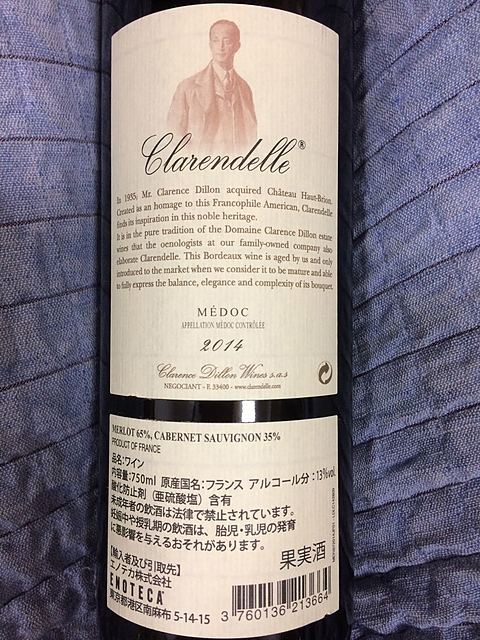 Clarendelle®
In 1935, Mr. Clarence Dillon acquired Château Haut-Brion.
Created as an homage to this Francophile American, Clarendelle
finds its inspiration in this noble heritage.
It is in the pure tradition of the Domaine Clarence Dillon estate
wines that the oenologists at our family-owned company also
elaborate Clarendelle. This Bordeaux wine is aged by us and only
introduced to the market when we consider it to be mature and able
to fully express the balance, elegance and complexity of its bouquet.
MÉDOC
APPELLATION MÉDOC CONTRÔLÉE
2014
Clarence Dillon Wines s.a.s
NEGOCIANT - F. 33400 - www.clarendelle.com
MERLOT 65%, CABERNET SAUVIGNON 35%
PRODUCT OF FRANCE
品名:ワイン
内容量:750ml 原産国名:フランス アルコール分:13%vol.
酸化防止剤(亜硫酸塩)含有
未成年者の飲酒は法律で禁止されています。
妊娠中や授乳期の飲酒は、胎児・乳児の発育
に悪影響を与えるおそれがあります。
果実酒
【輸入者及び引取先】
エノテカ株式会社
ENOTECA
東京都港区南麻布 5-14-15
3 760136 213664